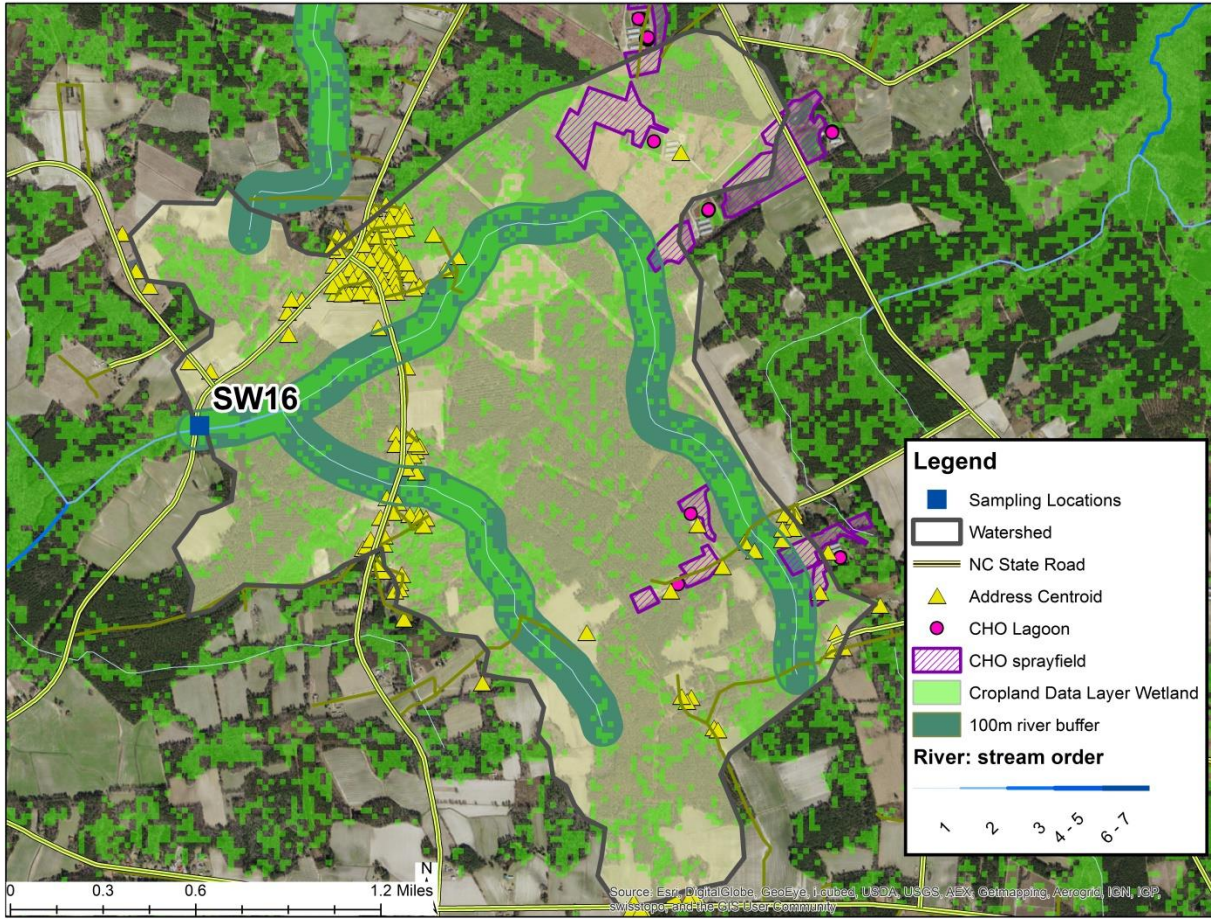 SW16
Legend
Sampling Locations
Watershed
NC State Road
Address Centroid
CHO Lagoon
CHO sprayfield
Cropland Data Layer Wetland
100m river buffer
River: stream order
1 2 3 4 - 5 6 - 7
N
0 0.3 0.6 1.2 Miles
Source: Esri, DigitalGlobe, GeoEye, i-cubed, USDA, USGS, AEX, Getmapping, Aerogrid, IGN, IGP,
swisstopo, and the GIS User Community